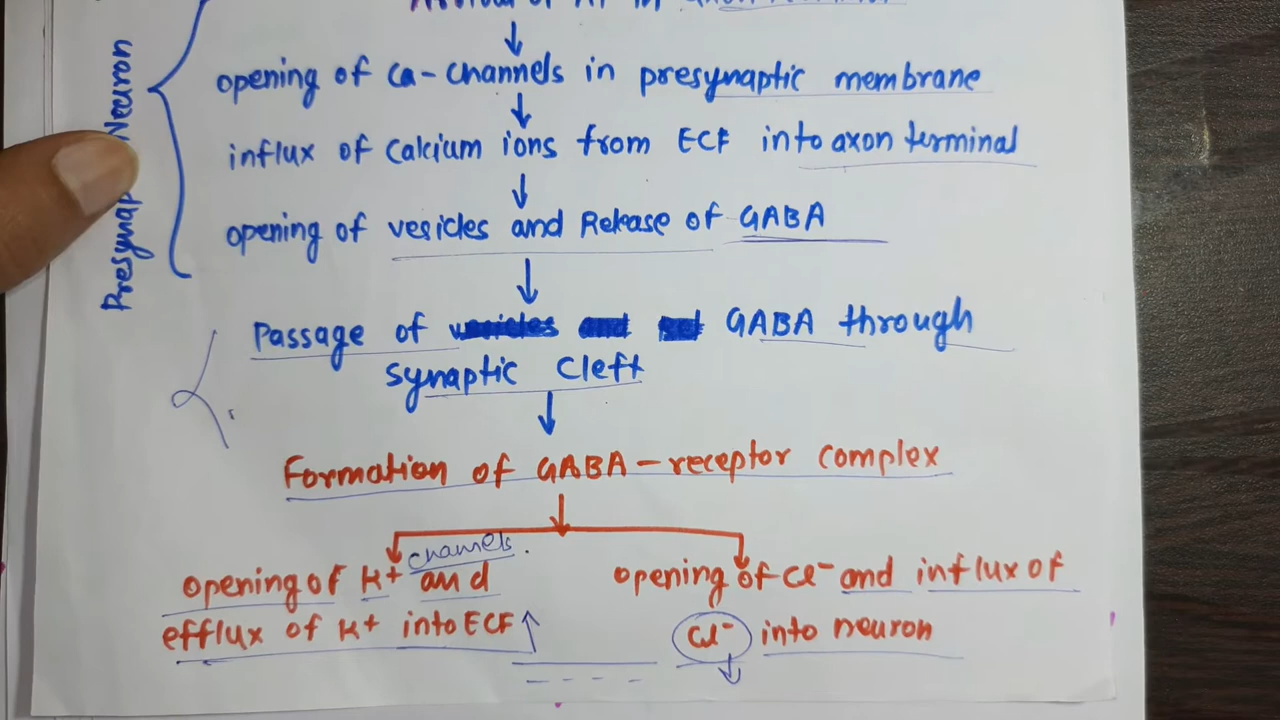 opening of Ca-channels in presynaptic membrane
influx of calcium ions from ECF into axon terminal
opening of vesicles and Release of GABA
Passage of GABA through
synaptic cleft
Formation of GABA-receptor complex
channels.
opening of K+ and
efflux of K+ into ECF
opening of Cl- and influx of
Cl- into neuron
Neuron